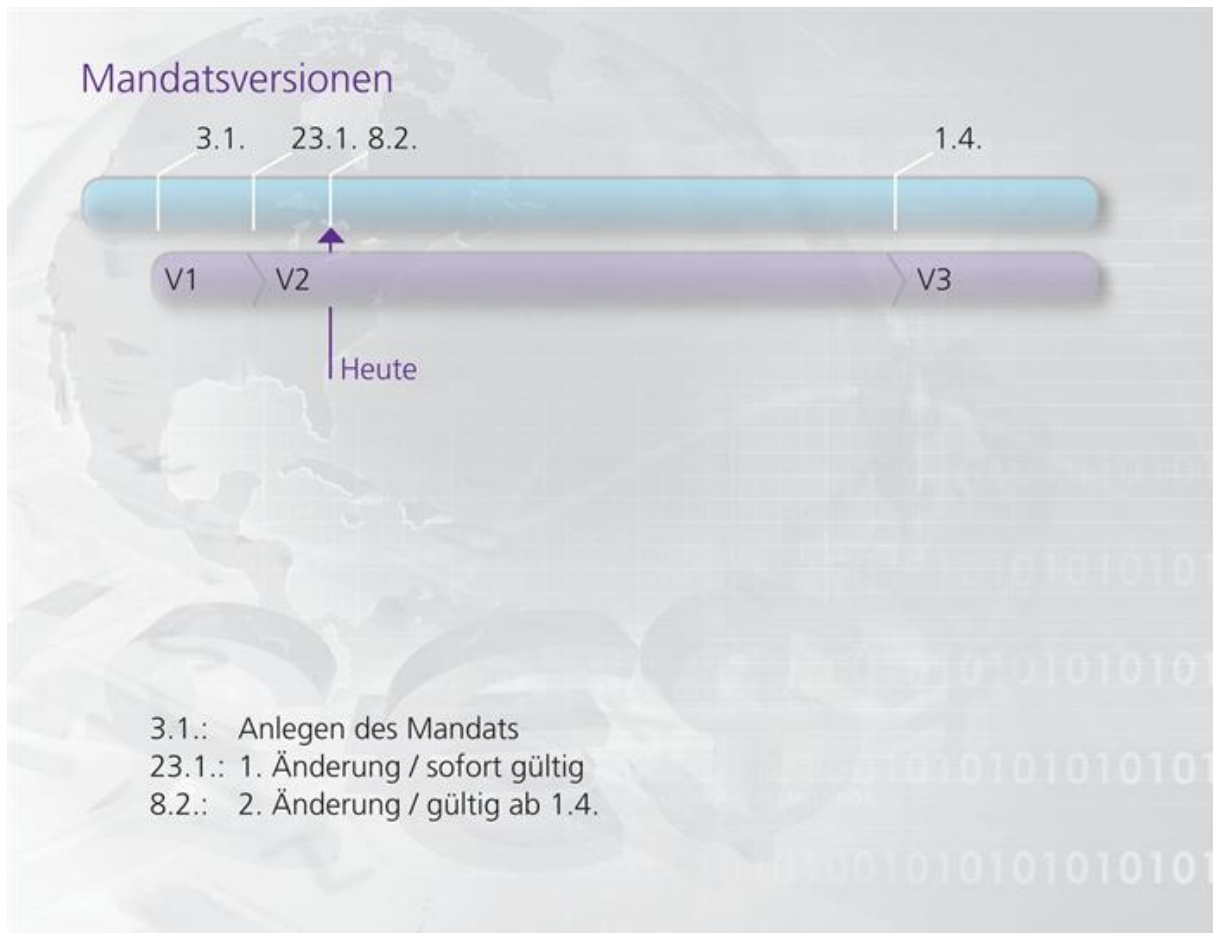 Mandatsversionen
3.1. 23.1. 8.2. 1.4.
V1 V2 V3
Heute
3.1.: Anlegen des Mandats
23.1.: 1. Änderung / sofort gültig
8.2.: 2. Änderung / gültig ab 1.4.